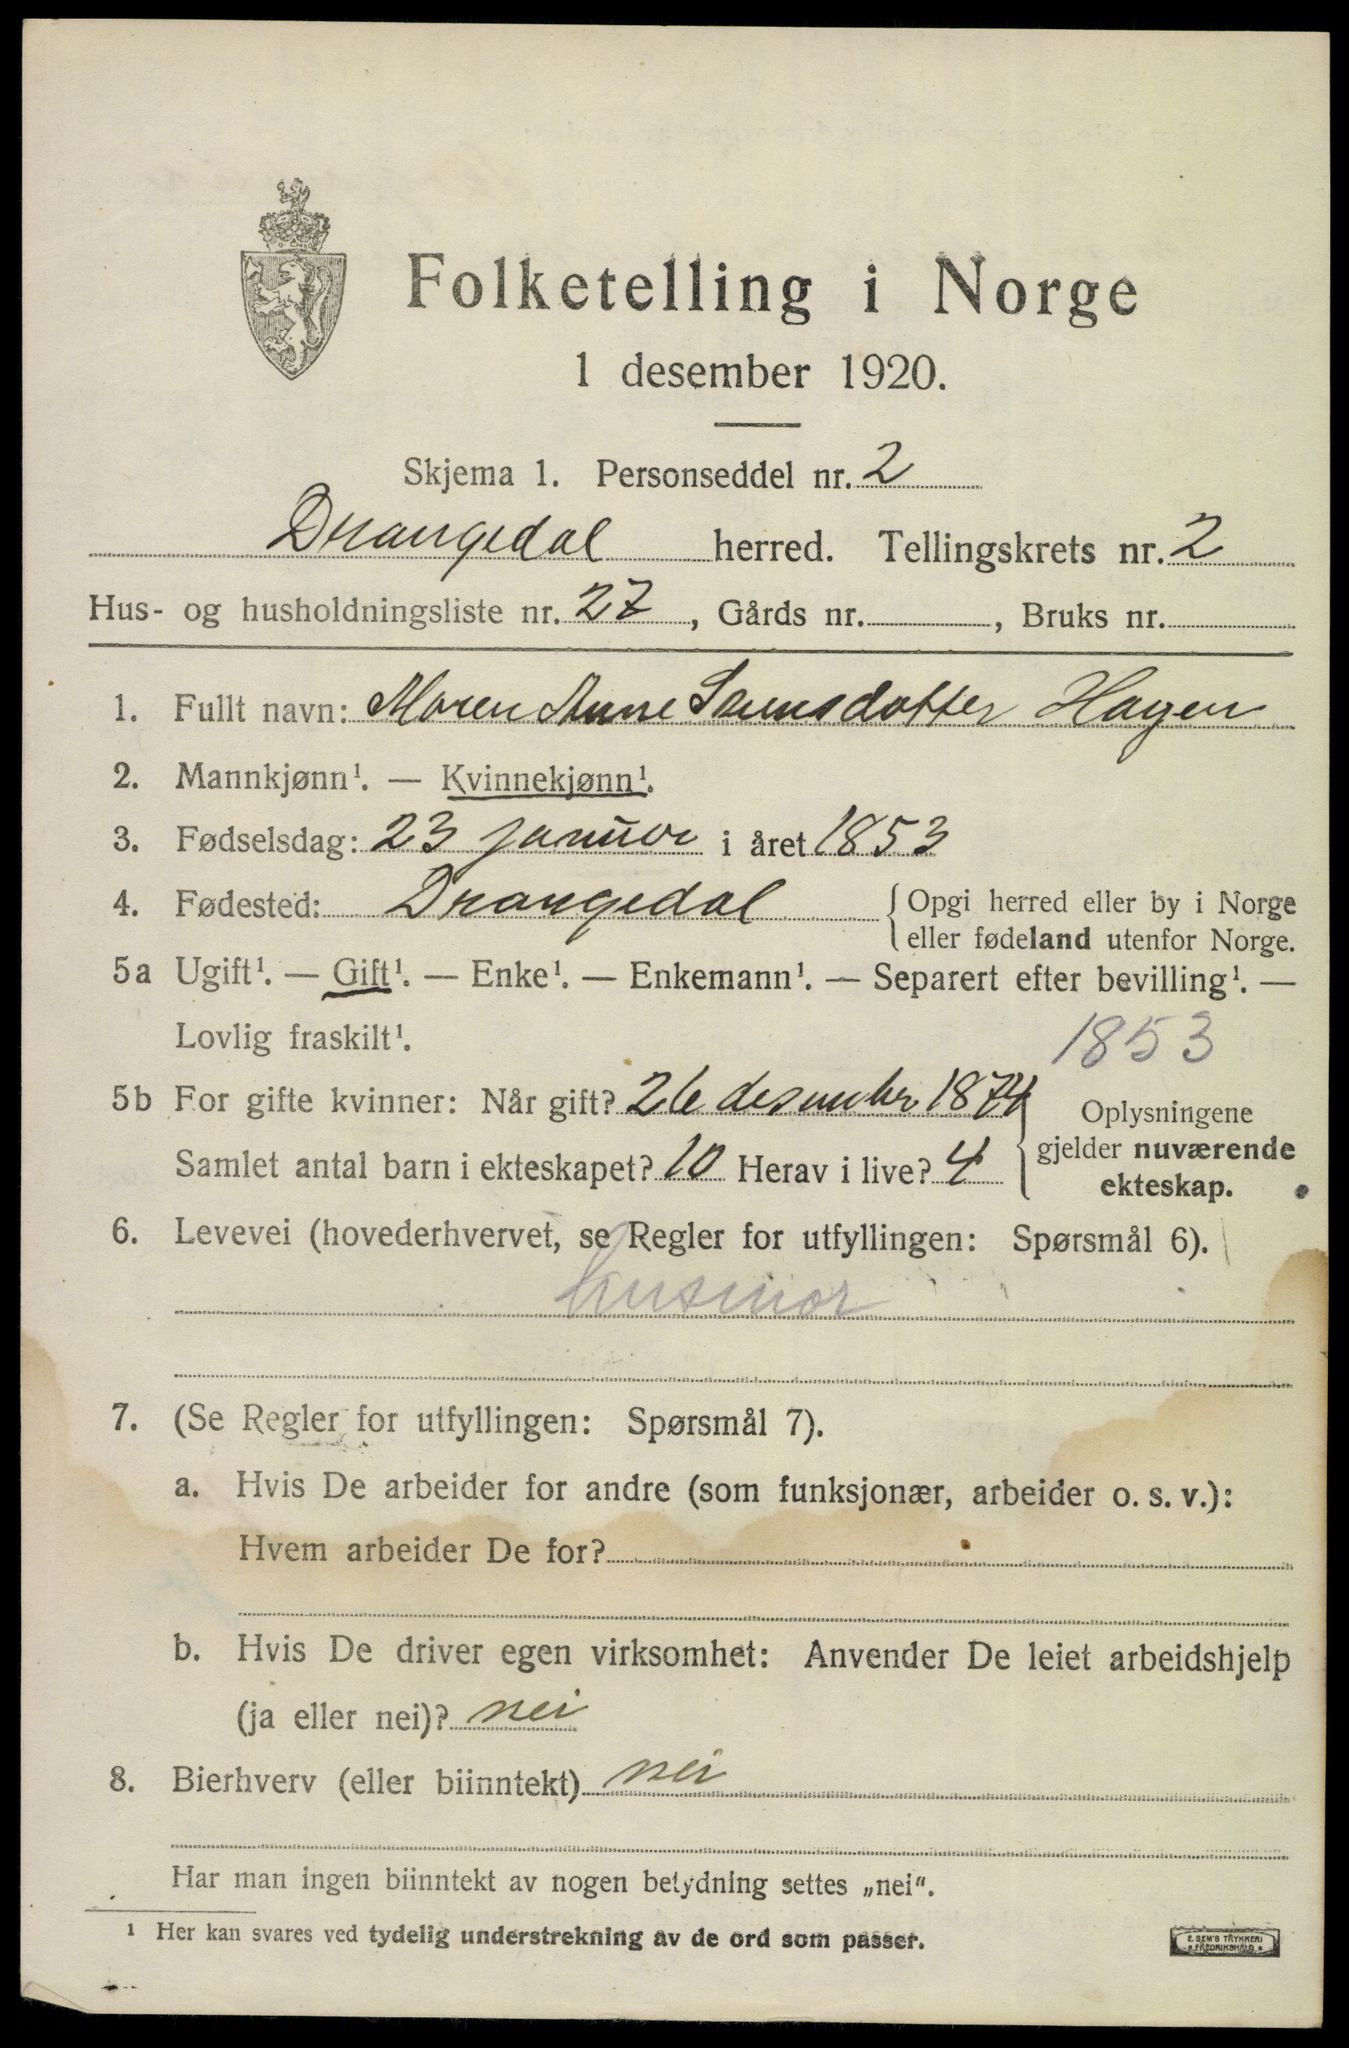 Folketelling i Norge
1 desember 1920.
Skjema 1. Personseddel nr. 2
Drangedal herred. Tellingskrets nr. 2
Hus- og husholdningsliste nr. 27, Gårds nr. , Bruks nr.
1. Fullt navn: Maren Anne Hagen
2. Mannkjønn¹. — Kvinnekjønn¹.
3. Fødselsdag: 23 januar i året 1853
4. Fødested: Drangedal {Opgi herred eller by i Norge
eller fødeland utenfor Norge.
5a Ugift¹. — Gift¹. — Enke¹. — Enkemann¹. — Separert efter bevilling¹. —
Lovlig fraskilt¹. 1853
5b For gifte kvinner: Når gift? 26 desember 1874 } Oplysningene
Samlet antal barn i ekteskapet? 10 Herav i live? 4 gjelder nuværende
ekteskap.
6. Levevei (hovederhvervet, se Regler for utfyllingen: Spørsmål 6).
husmor
7. (Se Regler for utfyllingen: Spørsmål 7).
a. Hvis De arbeider for andre (som funksjonær, arbeider o. s. v.):
Hvem arbeider De for?
b. Hvis De driver egen virksomhet: Anvender De leiet arbeidshjelp
(ja eller nei)? nei
8. Bierhverv (eller biinntekt) nei
Har man ingen biinntekt av nogen betydning settes „nei“.
¹ Her kan svares ved tydelig understrekning av de ord som passer.
E. SEM'S TRYKKERI
FREDRIKSHALD